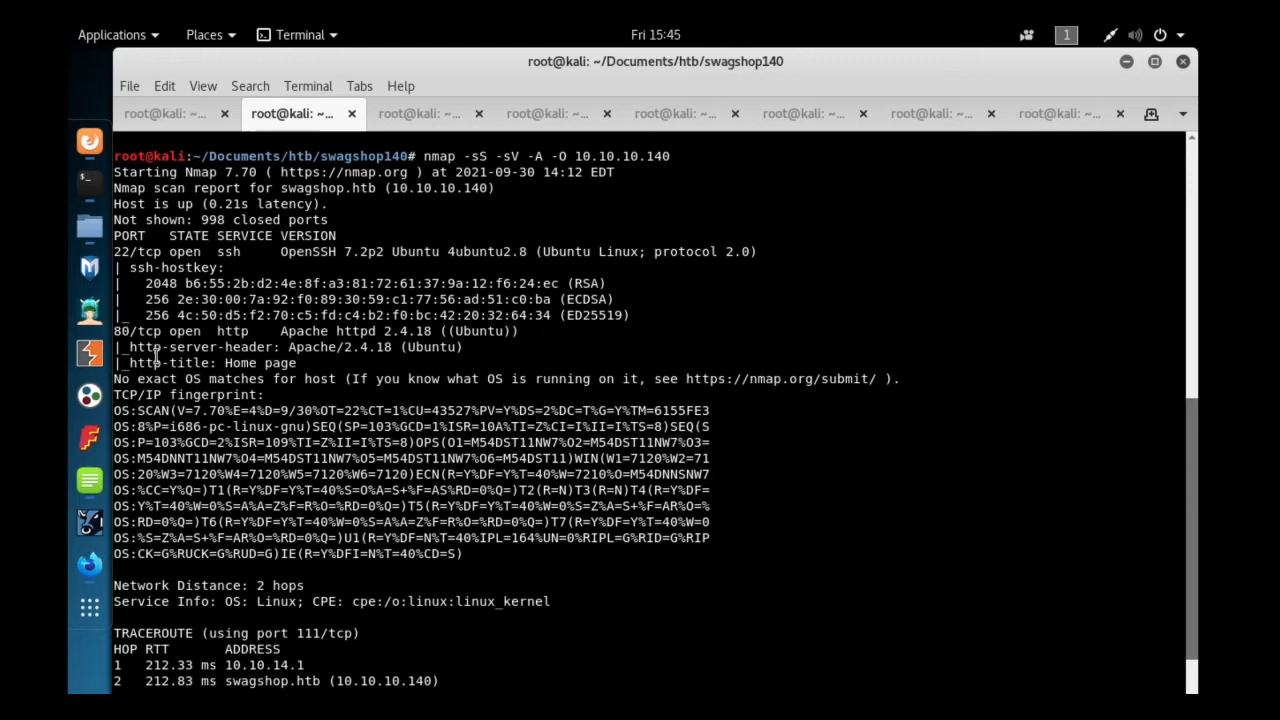 Applications Places Terminal Fri 15:45 1
root@kali: ~/Documents/htb/swagshop140
File Edit View Search Terminal Tabs Help
root@kali: ~... root@kali: ~... root@kali: ~... root@kali: ~... root@kali: ~... root@kali: ~... root@kali: ~... root@kali: ~...
root@kali:~/Documents/htb/swagshop140# nmap -sS -sV -A -O 10.10.10.140
Starting Nmap 7.70 ( https://nmap.org ) at 2021-09-30 14:12 EDT
Nmap scan report for swagshop.htb (10.10.10.140)
Host is up (0.21s latency).
Not shown: 998 closed ports
PORT   STATE SERVICE VERSION
22/tcp open  ssh     OpenSSH 7.2p2 Ubuntu 4ubuntu2.8 (Ubuntu Linux; protocol 2.0)
| ssh-hostkey:
|   2048 b6:55:2b:d2:4e:8f:a3:81:72:61:37:9a:12:f6:24:ec (RSA)
|   256 2e:30:00:7a:92:f0:89:30:59:c1:77:56:ad:51:c0:ba (ECDSA)
|_  256 4c:50:d5:f2:70:c5:fd:c4:b2:f0:bc:42:20:32:64:34 (ED25519)
80/tcp open  http    Apache httpd 2.4.18 ((Ubuntu))
|_http-server-header: Apache/2.4.18 (Ubuntu)
|_http-title: Home page
No exact OS matches for host (If you know what OS is running on it, see https://nmap.org/submit/ ).
TCP/IP fingerprint:
OS:SCAN(V=7.70%E=4%D=9/30%OT=22%CT=1%CU=43527%PV=Y%DS=2%DC=T%G=Y%TM=6155FE3
OS:8%P=i686-pc-linux-gnu)SEQ(SP=103%GCD=1%ISR=10A%TI=Z%CI=I%II=I%TS=8)SEQ(S
OS:P=103%GCD=2%ISR=109%TI=Z%II=I%TS=8)OPS(O1=M54DST11NW7%O2=M54DST11NW7%O3=
OS:M54DNNT11NW7%O4=M54DST11NW7%O5=M54DST11NW7%O6=M54DST11)WIN(W1=7120%W2=71
OS:20%W3=7120%W4=7120%W5=7120%W6=7120)ECN(R=Y%DF=Y%T=40%W=7210%O=M54DNNSNW7
OS:%CC=Y%Q=)T1(R=Y%DF=Y%T=40%S=O%A=S+%F=AS%RD=0%Q=)T2(R=N)T3(R=N)T4(R=Y%DF=
OS:Y%T=40%W=0%S=A%A=Z%F=R%O=%RD=0%Q=)T5(R=Y%DF=Y%T=40%W=0%S=Z%A=S+%F=AR%O=%
OS:RD=0%Q=)T6(R=Y%DF=Y%T=40%W=0%S=A%A=Z%F=R%O=%RD=0%Q=)T7(R=Y%DF=Y%T=40%W=0
OS:%S=Z%A=S+%F=AR%O=%RD=0%Q=)U1(R=Y%DF=N%T=40%IPL=164%UN=0%RIPL=G%RID=G%RIP
OS:CK=G%RUCK=G%RUD=G)IE(R=Y%DFI=N%T=40%CD=S)
Network Distance: 2 hops
Service Info: OS: Linux; CPE: cpe:/o:linux:linux_kernel
TRACEROUTE (using port 111/tcp)
HOP RTT       ADDRESS
1   212.33 ms 10.10.14.1
2   212.83 ms swagshop.htb (10.10.10.140)